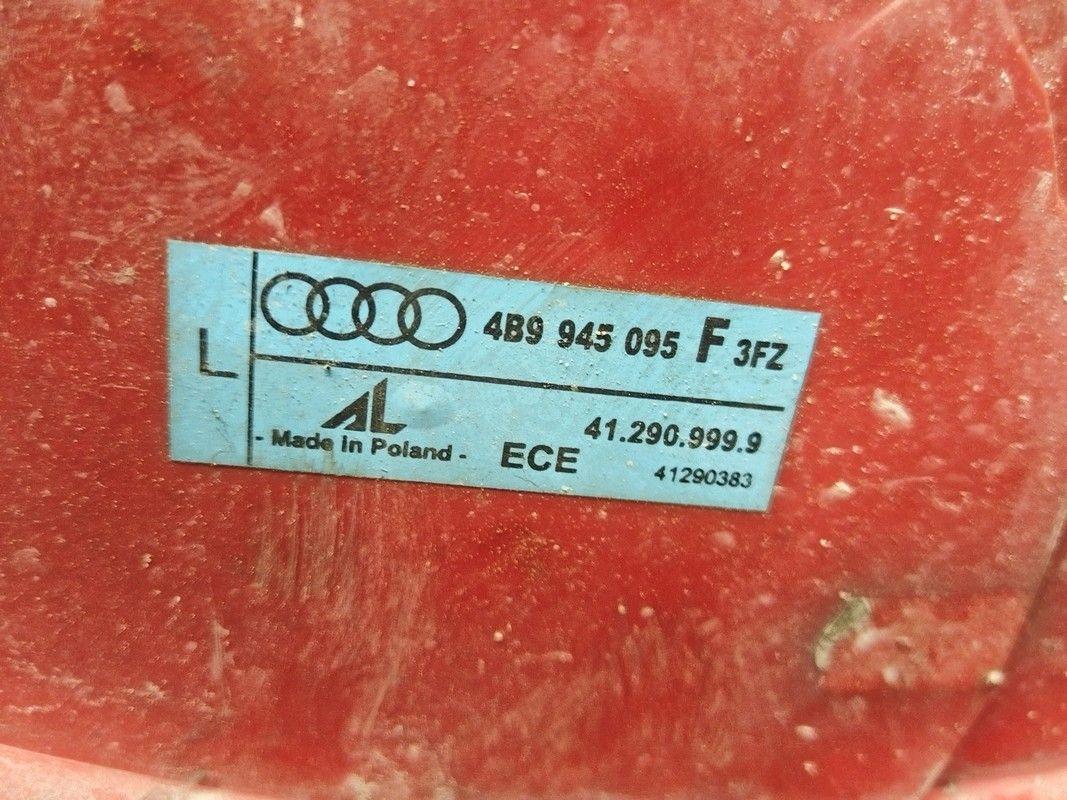 L
4B9 945 095 F 3FZ
AL
41.290.999.9
- Made in Poland - ECE
41290383